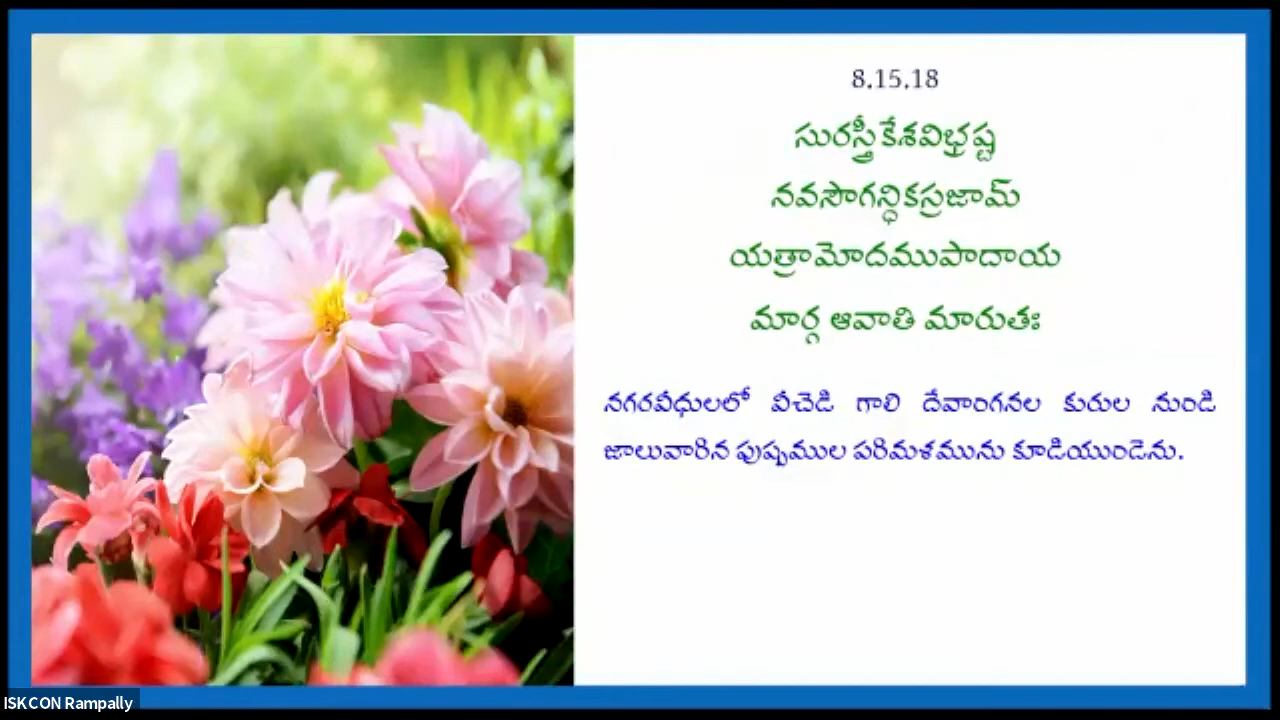 8.15.18
సురస్త్రీకేశవిభ్రష్ట
నవసౌగన్ధికస్రజామ్
యత్రామోదముపాదాయ
మార్గ ఆవాతి మారుతః
నగరవీధులలో వీచెడి గాలి దేవాంగనల కురుల నుండి
జాలువారిన పుష్పముల పరిమళమును కూడియుండెను.
ISKCON Rampally